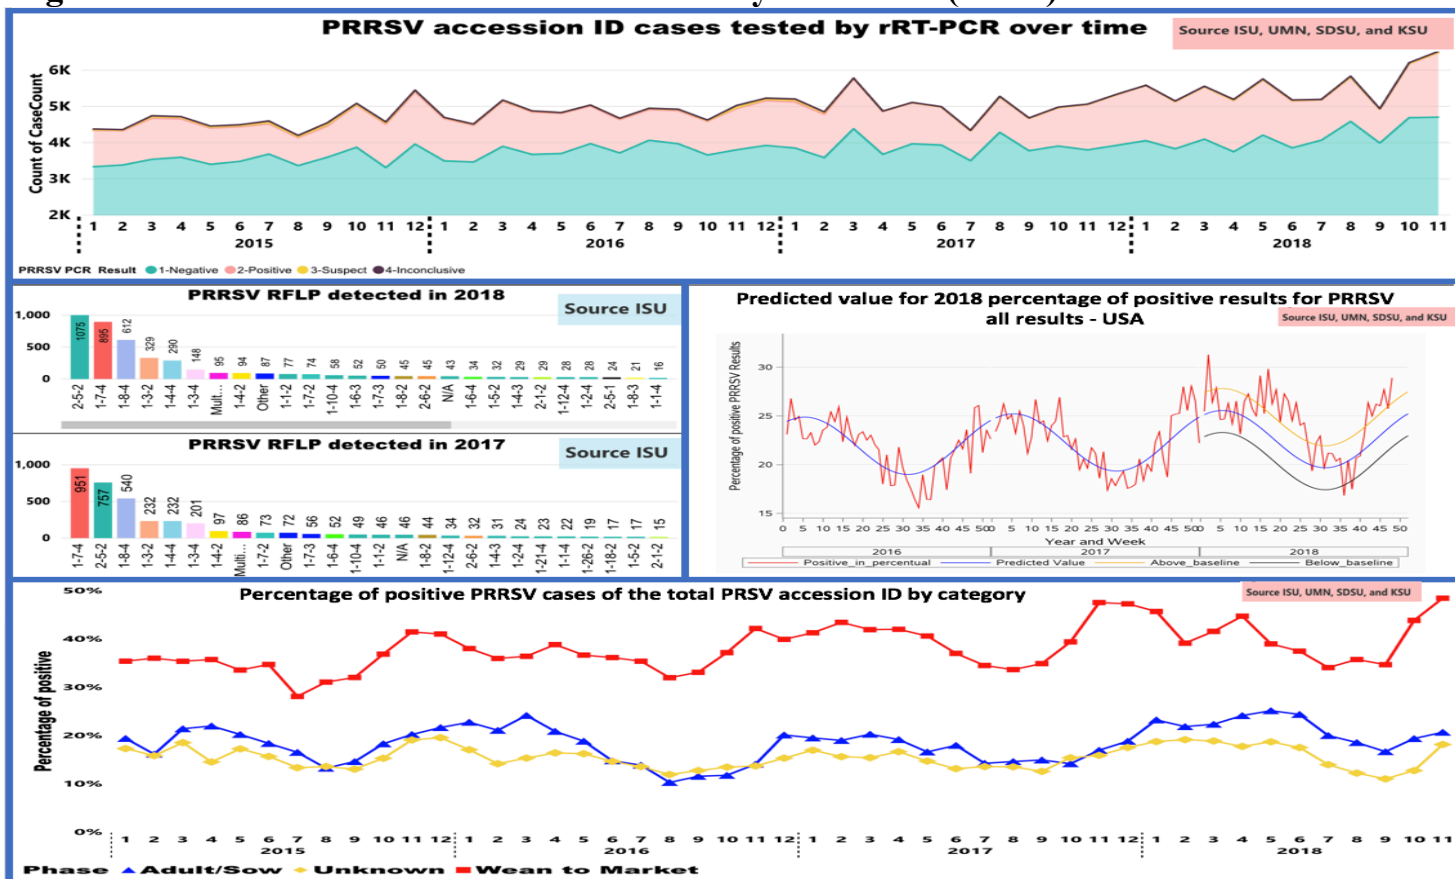 PRRSV accession ID cases tested by rRT-PCR over time
Source ISU, UMN, SDSU, and KSU
Count of CaseCount
6K
5K
4K
3K
2K
1 2 3 4 5 6 7 8 9 10 11 12 1 2 3 4 5 6 7 8 9 10 11 12 1 2 3 4 5 6 7 8 9 10 11 12 1 2 3 4 5 6 7 8 9 10 11
2015 2016 2017 2018
PRRSV PCR Result 1-Negative 2-Positive 3-Suspect 4-Inconclusive
PRRSV RFLP detected in 2018
Source ISU
1,000
500
0
1075 895 612 329 290 148 95 94 87 77 74 58 52 50 45 45 43 34 32 29 29 28 28 24 21 16
2-5-2 1-7-4 1-8-4 1-3-2 1-4-4 1-3-4 Mult... 1-4-2 Other 1-1-2 1-7-2 1-10-4 1-6-3 1-7-3 1-8-2 2-6-2 N/A 1-6-4 1-5-2 1-4-3 2-1-2 1-12-4 1-2-4 2-5-1 1-8-3 1-1-4
PRRSV RFLP detected in 2017
Source ISU
1,000
500
0
951 757 540 232 232 201 97 86 73 72 56 52 49 46 46 44 34 32 31 24 23 22 19 17 17 15
1-7-4 2-5-2 1-8-4 1-3-2 1-4-4 1-3-4 1-4-2 Multi... 1-7-2 Other 1-7-3 1-6-4 1-10-4 1-1-2 N/A 1-8-2 1-12-4 2-6-2 1-4-3 1-2-4 1-21-4 1-1-4 1-26-2 1-18-2 1-5-2 2-1-2
Predicted value for 2018 percentage of positive results for PRRSV
all results - USA
Source ISU, UMN, SDSU, and KSU
Percentage of positive PRRSV Results
30
25
20
15
0 5 10 15 20 25 30 35 40 45 50 5 10 15 20 25 30 35 40 45 50 5 10 15 20 25 30 35 40 45 50
Year and Week
2016 2017 2018
Positive_in_percentual Predicted Value Above_baseline Below_baseline
Percentage of positive PRRSV cases of the total PRSV accession ID by category
Source ISU, UMN, SDSU, and KSU
Percentage of positive
50%
40%
30%
20%
10%
0%
1 2 3 4 5 6 7 8 9 10 11 12 1 2 3 4 5 6 7 8 9 10 11 12 1 2 3 4 5 6 7 8 9 10 11 12 1 2 3 4 5 6 7 8 9 10 11
2015 2016 2017 2018
Phase Adult/Sow Unknown Wean to Market